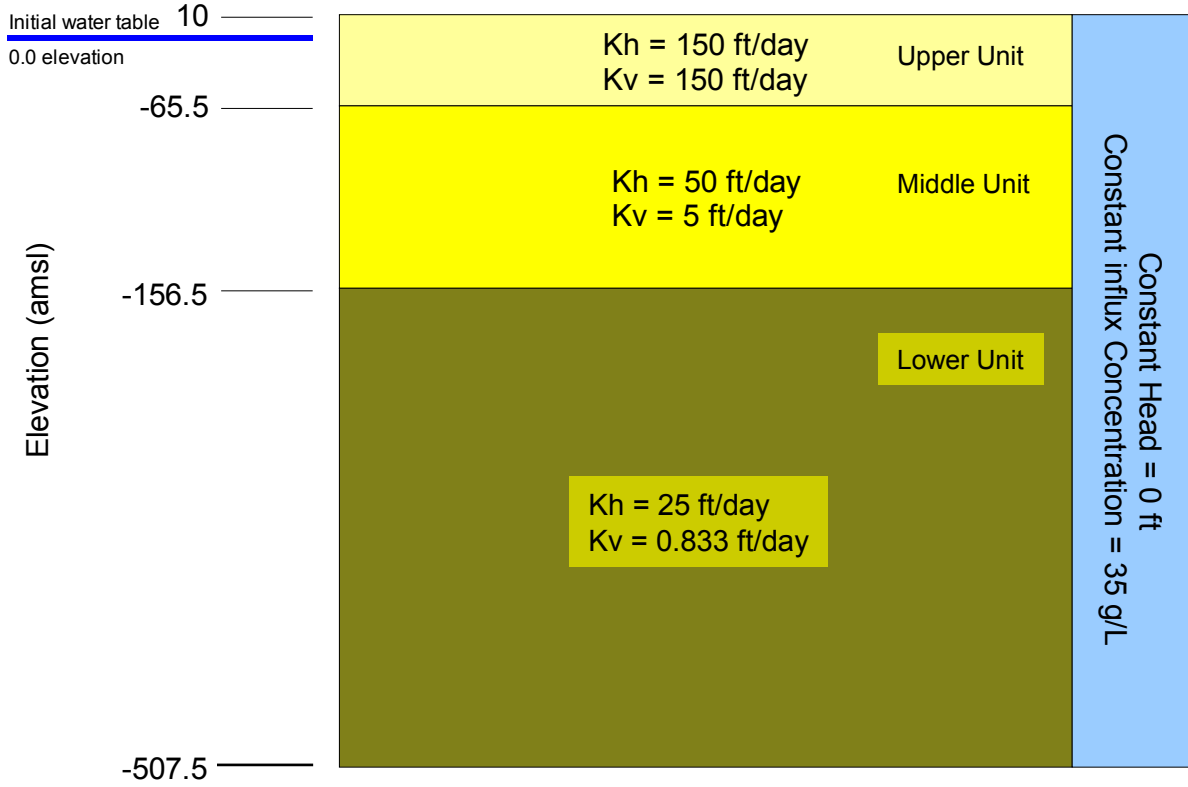 Initial water table
10
0.0 elevation
-65.5
-156.5
-507.5
Elevation (amsl)
Kh = 150 ft/day
Kv = 150 ft/day
Upper Unit
Kh = 50 ft/day
Kv = 5 ft/day
Middle Unit
Lower Unit
Kh = 25 ft/day
Kv = 0.833 ft/day
Constant Head = 0 ft
Constant influx Concentration = 35 g/L